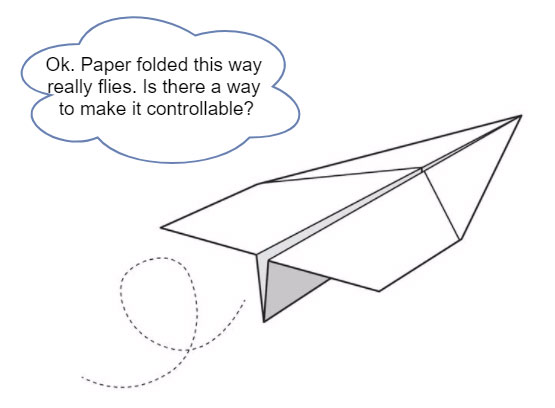 Ok. Paper folded this way
really flies. Is there a way
to make it controllable?